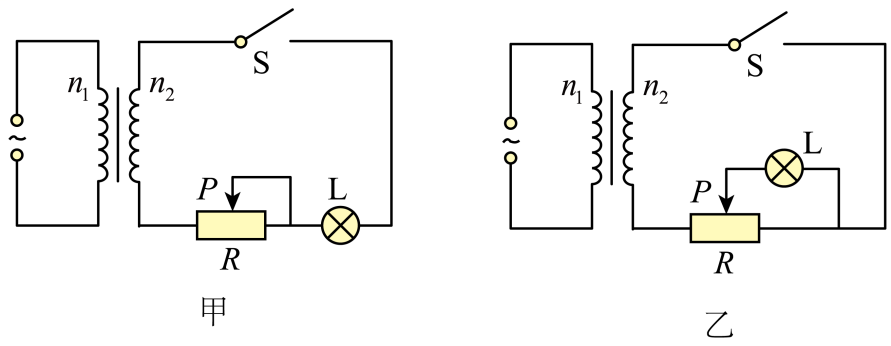 S
n₁ n₂
~
P L
R
甲
S
n₁ n₂
~
L
P
R
乙